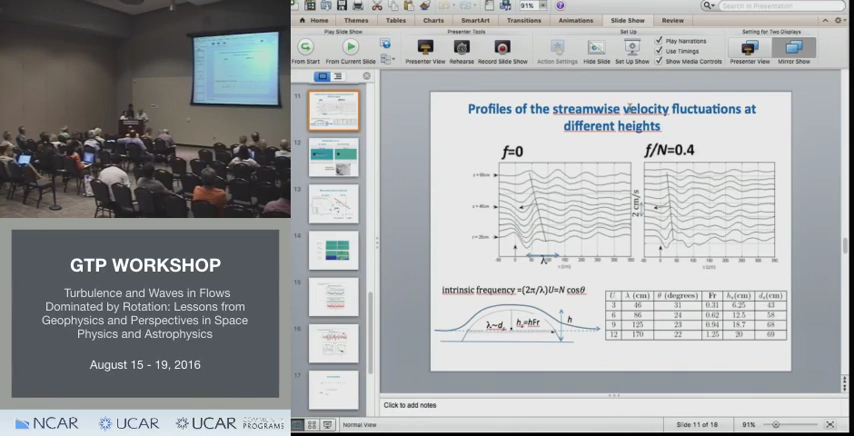 91%
Search in Presentation
Home
Themes
Tables
Charts
SmartArt
Transitions
Animations
Slide Show
Review
Play Slide Show
Presenter Tools
Set Up
Setting for Two Displays
From Start
From Current Slide
Presenter View
Rehearse
Record Slide Show
Action Settings
Hide Slide
Set Up Show
Play Narrations
Use Timings
Show Media Controls
Presenter View
Mirror Show
11
12
13
14
15
16
17
Profiles of the streamwise velocity fluctuations at
different heights
f=0
f/N=0.4
2 cm/s
intrinsic frequency =(2π/λ)U=N cosθ
h
U λ (cm) θ (degrees) Fr
3 46 31 0.31 6.25 43
6 86 24 0.62 12.5 58
9 125 23 0.94 18.7 68
12 170 22 1.25 20 69
Click to add notes
Normal View
Slide 11 of 18
91%
GTP WORKSHOP
Turbulence and Waves in Flows
Dominated by Rotation: Lessons from
Geophysics and Perspectives in Space
Physics and Astrophysics
August 15 - 19, 2016
NCAR
UCAR
UCAR
PROGRAMS